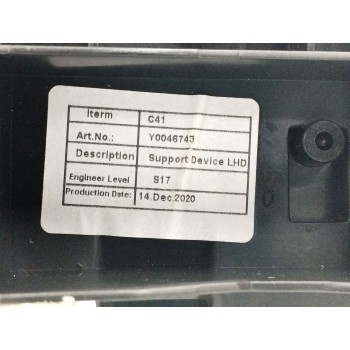 Iterm C41
Art.No.: Y0046743
Description Support Device LHD
Engineer Level S17
Production Date: 14.Dec.2020